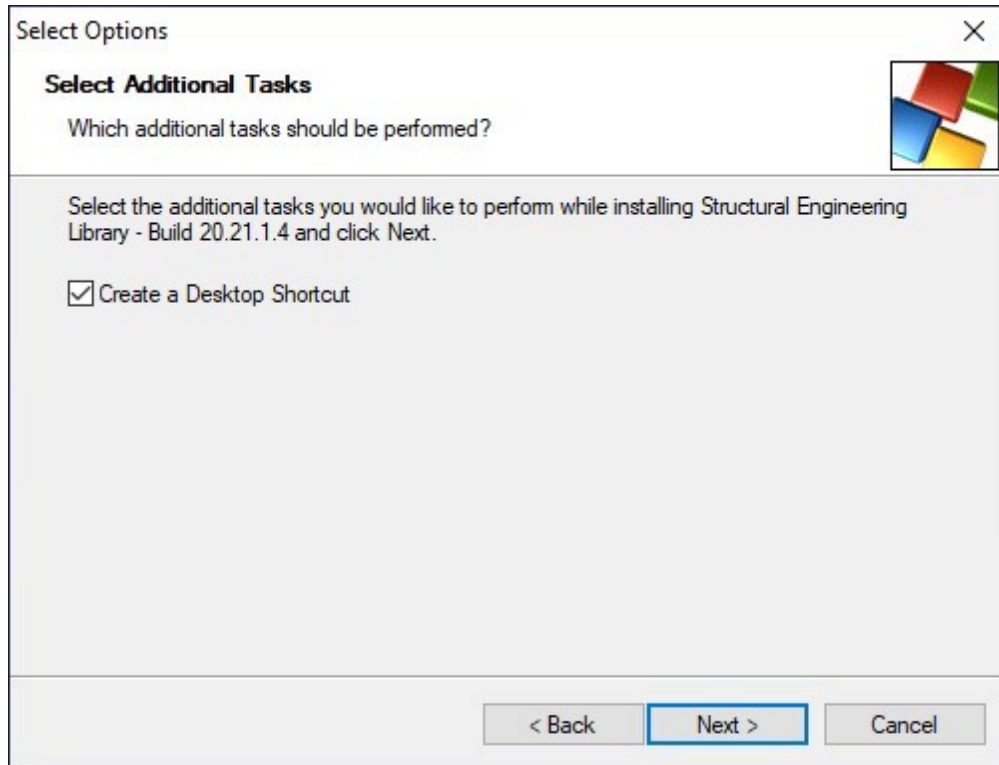 Select Options
Select Additional Tasks
Which additional tasks should be performed?
Select the additional tasks you would like to perform while installing Structural Engineering
Library - Build 20.21.1.4 and click Next.
Create a Desktop Shortcut
< Back
Next >
Cancel